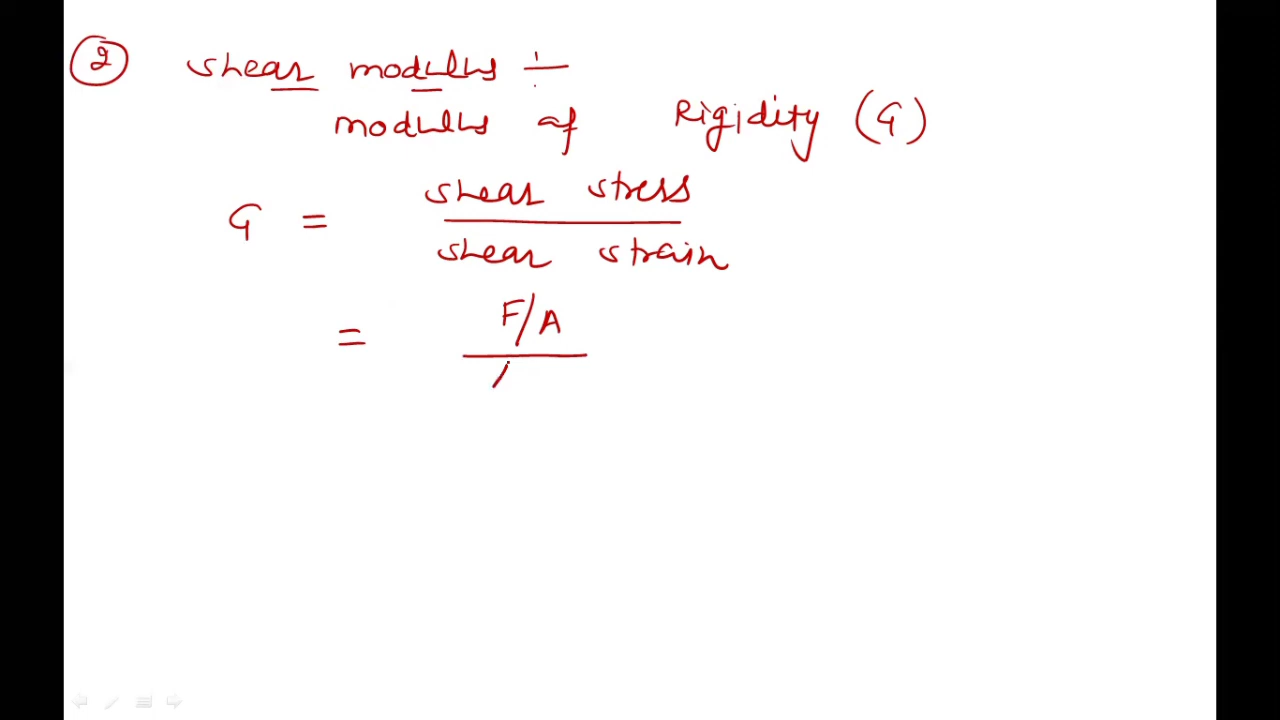 2 shear modulus :-
modulus of Rigidity (G)
G = shear stress
shear strain
= F/A